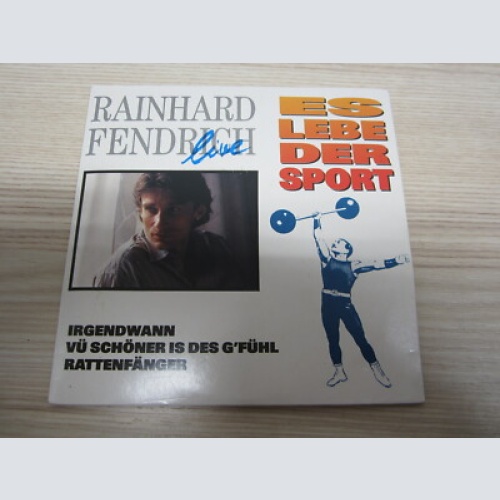 RAINHARD
FENDRICH
live
ES
LEBE
DER
SPORT
IRGENDWANN
VÜ SCHÖNER IS DES G'FÜHL
RATTENFÄNGER